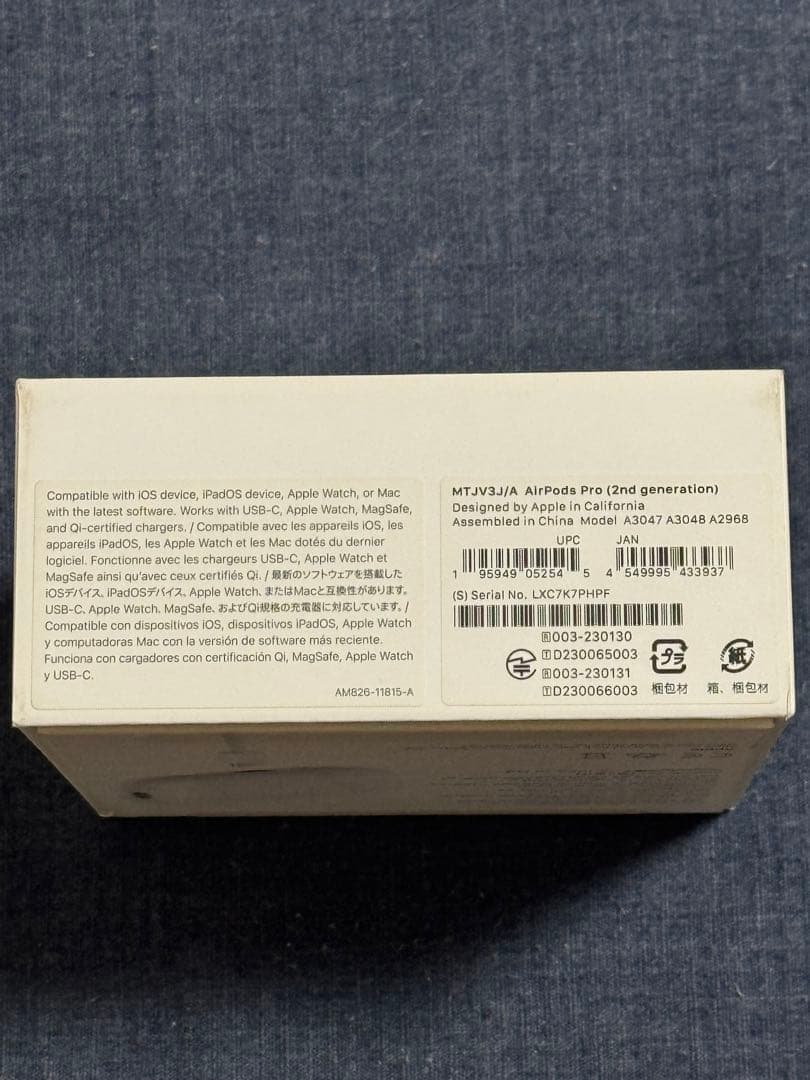 Compatible with iOS device, iPadOS device, Apple Watch, or Mac
with the latest software. Works with USB-C, Apple Watch, MagSafe,
and Qi-certified chargers. / Compatible avec les appareils iOS, les
appareils iPadOS, les Apple Watch et les Mac dotés du dernier
logiciel. Fonctionne avec les chargeurs USB-C, Apple Watch et
MagSafe ainsi qu'avec ceux certifiés Qi. / 最新のソフトウェアを搭載した
iOSデバイス、iPadOSデバイス、Apple Watch、またはMacと互換性があります。
USB-C、Apple Watch、MagSafe、およびQi規格の充電器に対応しています。 /
Compatible con dispositivos iOS, dispositivos iPadOS, Apple Watch
y computadoras Mac con la versión de software más reciente.
Funciona con cargadores con certificación Qi, MagSafe, Apple Watch
y USB-C.
AM826-11815-A
MTJV3J/A AirPods Pro (2nd generation)
Designed by Apple in California
Assembled in China Model A3047 A3048 A2968
UPC JAN
1 95949 05254 5 4 549995 433937
(S) Serial No. LXC7K7PHPF
R 003-230130
T D230065003
R 003-230131
T D230066003
プラ
梱包材
紙
箱、梱包材